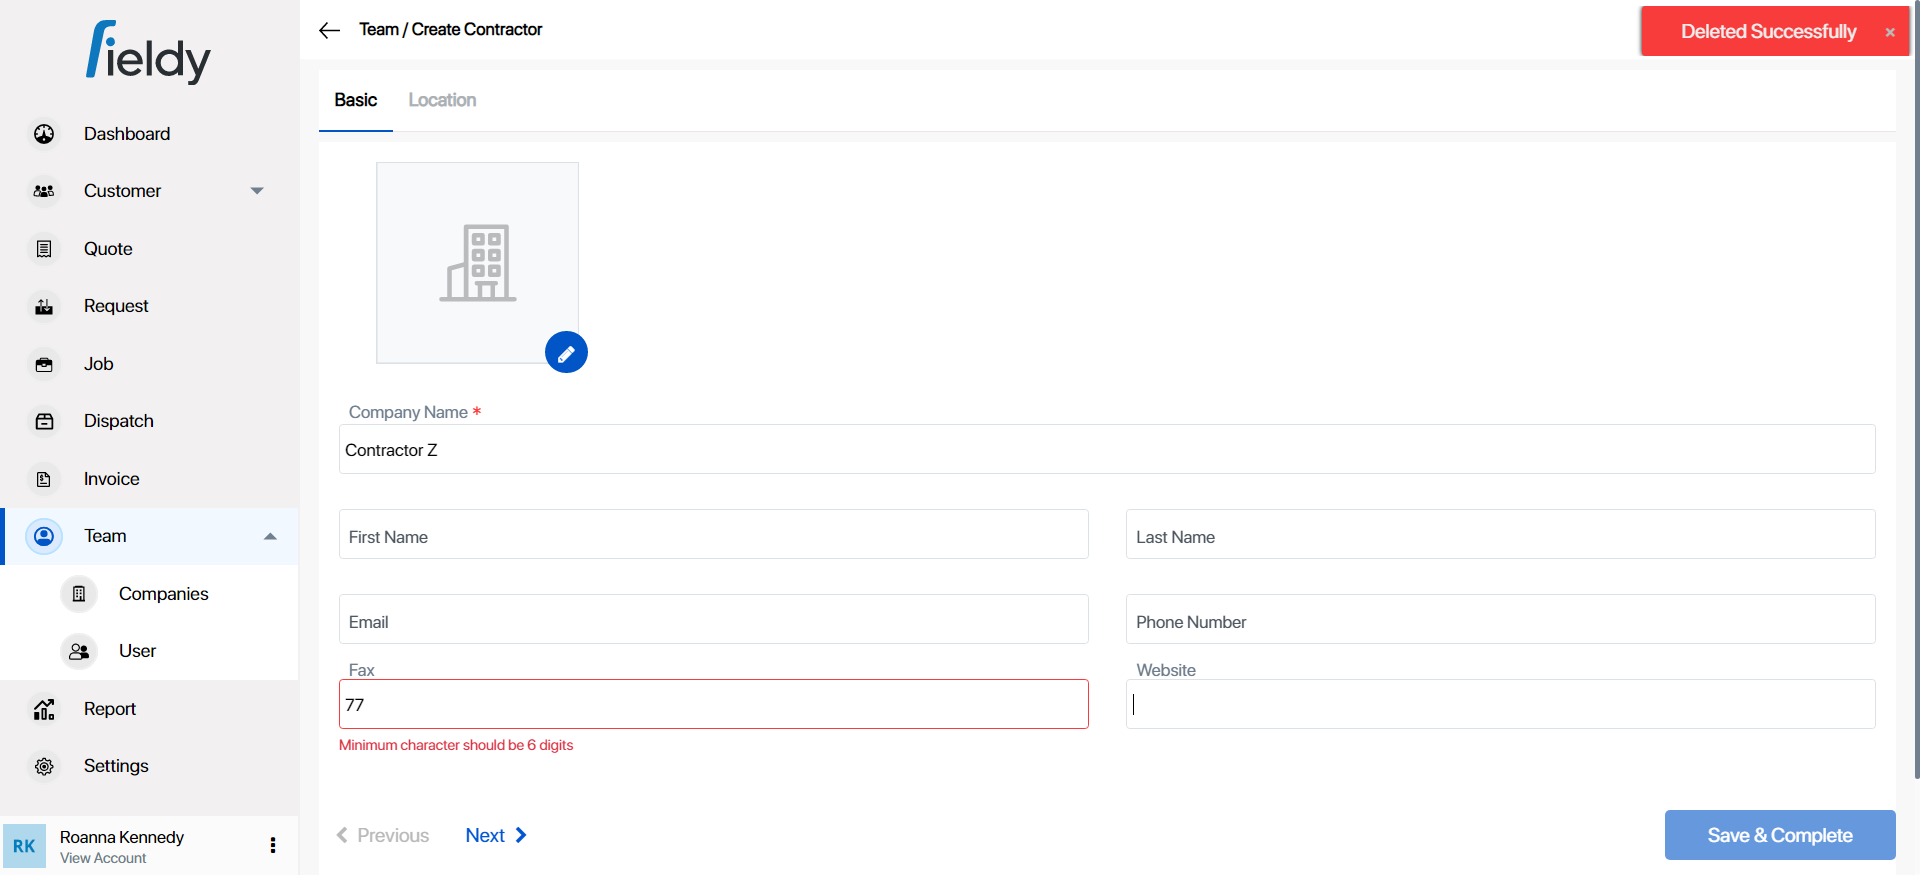 fieldy
Team / Create Contractor
Deleted Successfully ×
Basic
Location
Dashboard
Customer
Quote
Request
Job
Dispatch
Invoice
Team
Companies
User
Report
Settings
RK
Roanna Kennedy
View Account
Company Name *
Contractor Z
First Name
Last Name
Email
Phone Number
Fax
77
Minimum character should be 6 digits
Website
Previous
Next
Save & Complete